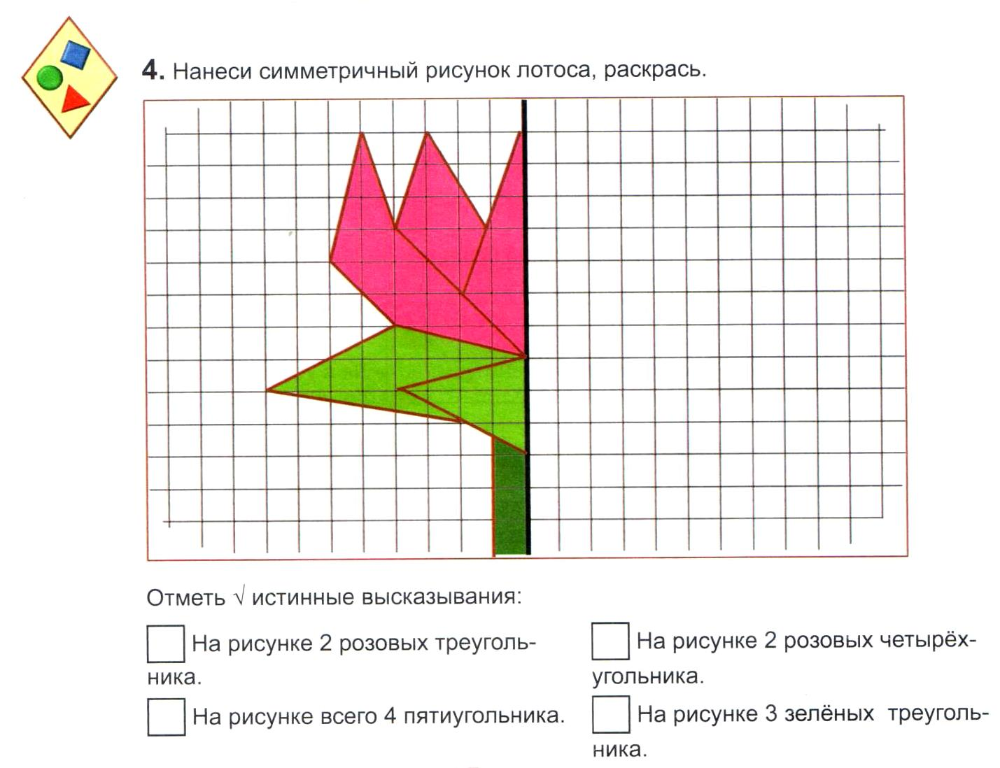 4. Нанеси симметричный рисунок лотоса, раскрась.
Отметь √ истинные высказывания:
На рисунке 2 розовых треуголь-
ника.
На рисунке 2 розовых четырёх-
угольника.
На рисунке всего 4 пятиугольника.
На рисунке 3 зелёных треуголь-
ника.